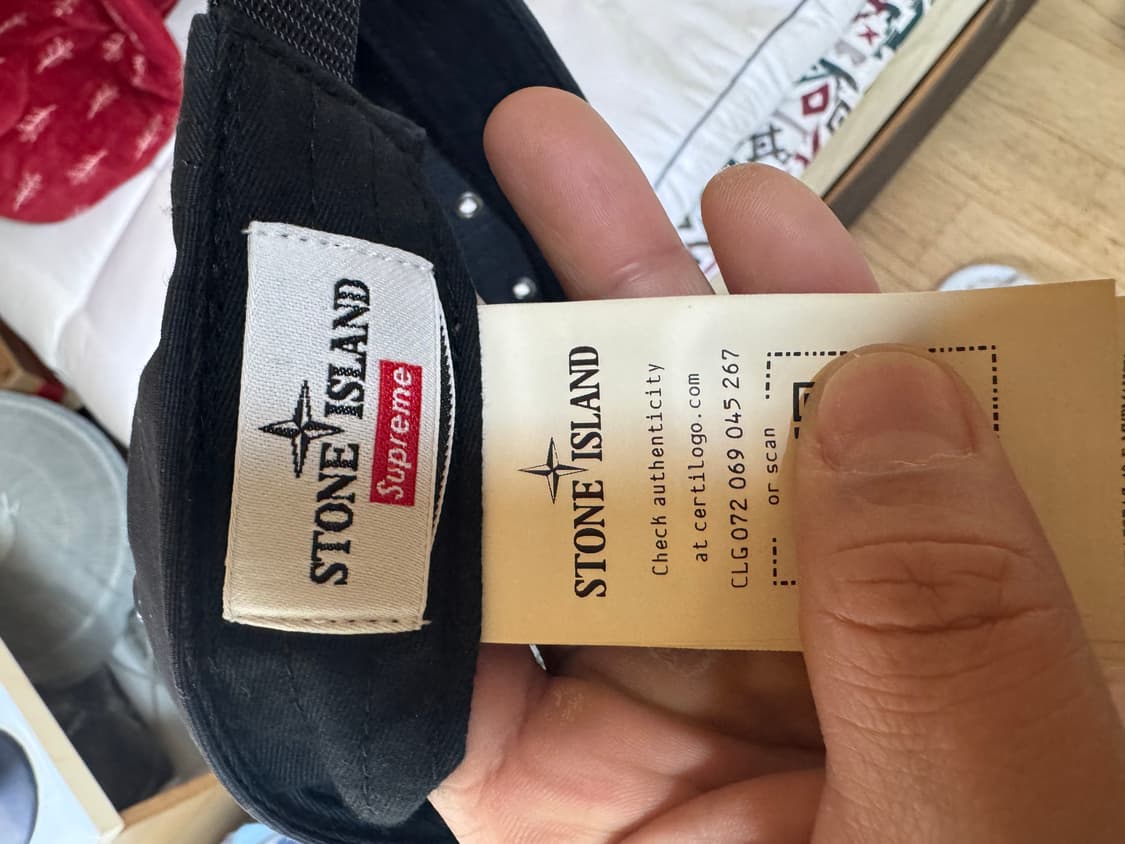 STONE ISLAND
Supreme
STONE ISLAND
Check authenticity
at certilogo.com
CLG 072 069 045 267
or scan